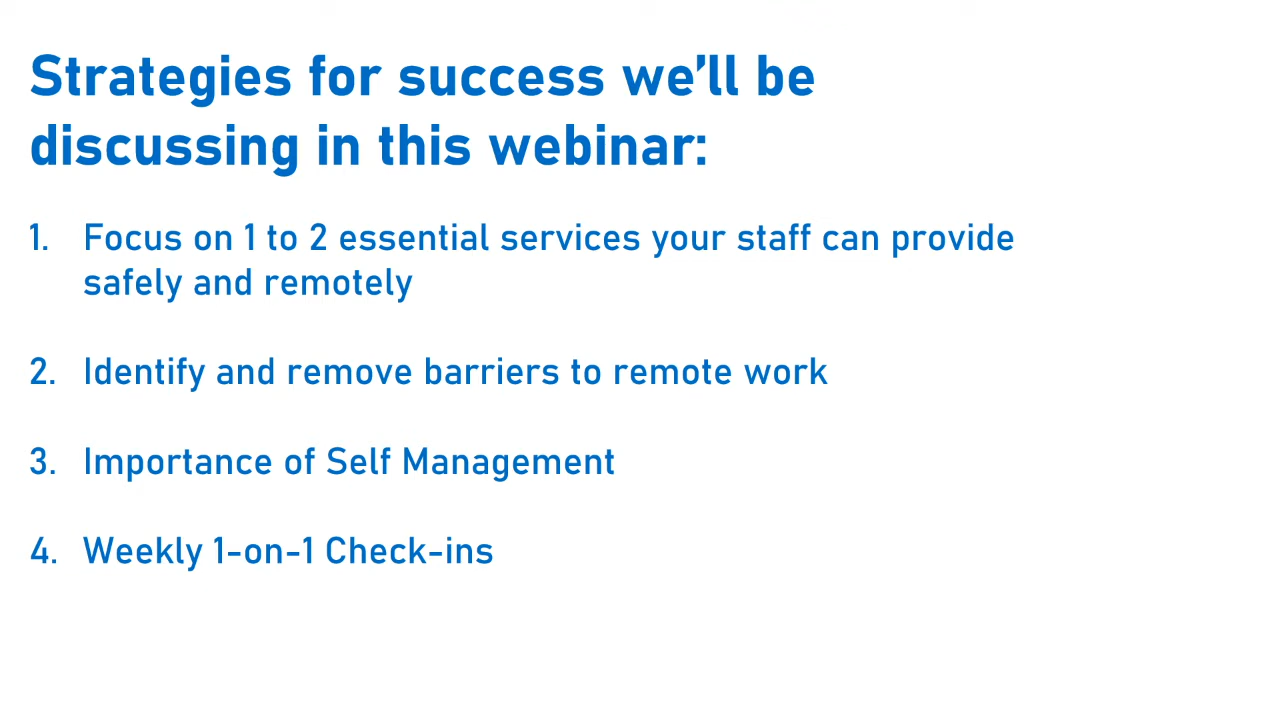 Strategies for success we’ll be
discussing in this webinar:
1. Focus on 1 to 2 essential services your staff can provide
safely and remotely
2. Identify and remove barriers to remote work
3. Importance of Self Management
4. Weekly 1-on-1 Check-ins